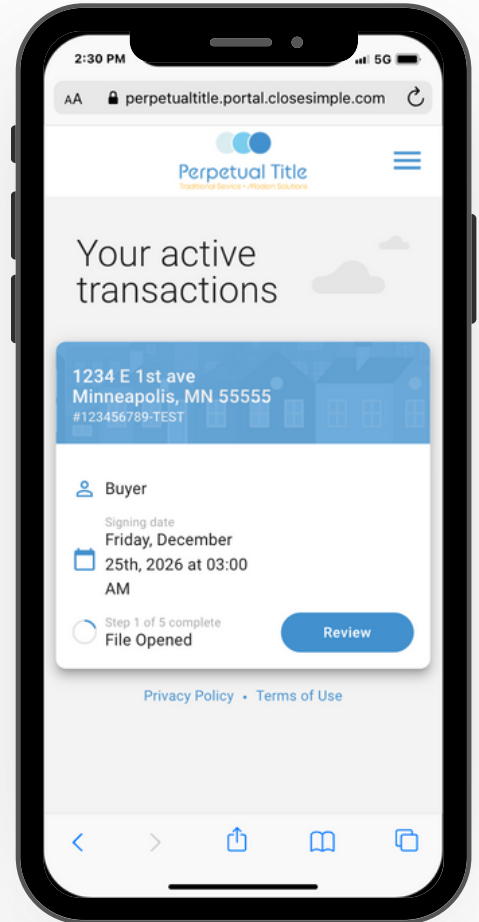 2:30 PM
5G
AA perpetualtitle.portal.closesimple.com
Perpetual Title
Traditional Service • Modern Solutions
Your active
transactions
1234 E 1st ave
Minneapolis, MN 55555
#123456789-TEST
Buyer
Signing date
Friday, December
25th, 2026 at 03:00
AM
Step 1 of 5 complete
File Opened
Review
Privacy Policy • Terms of Use